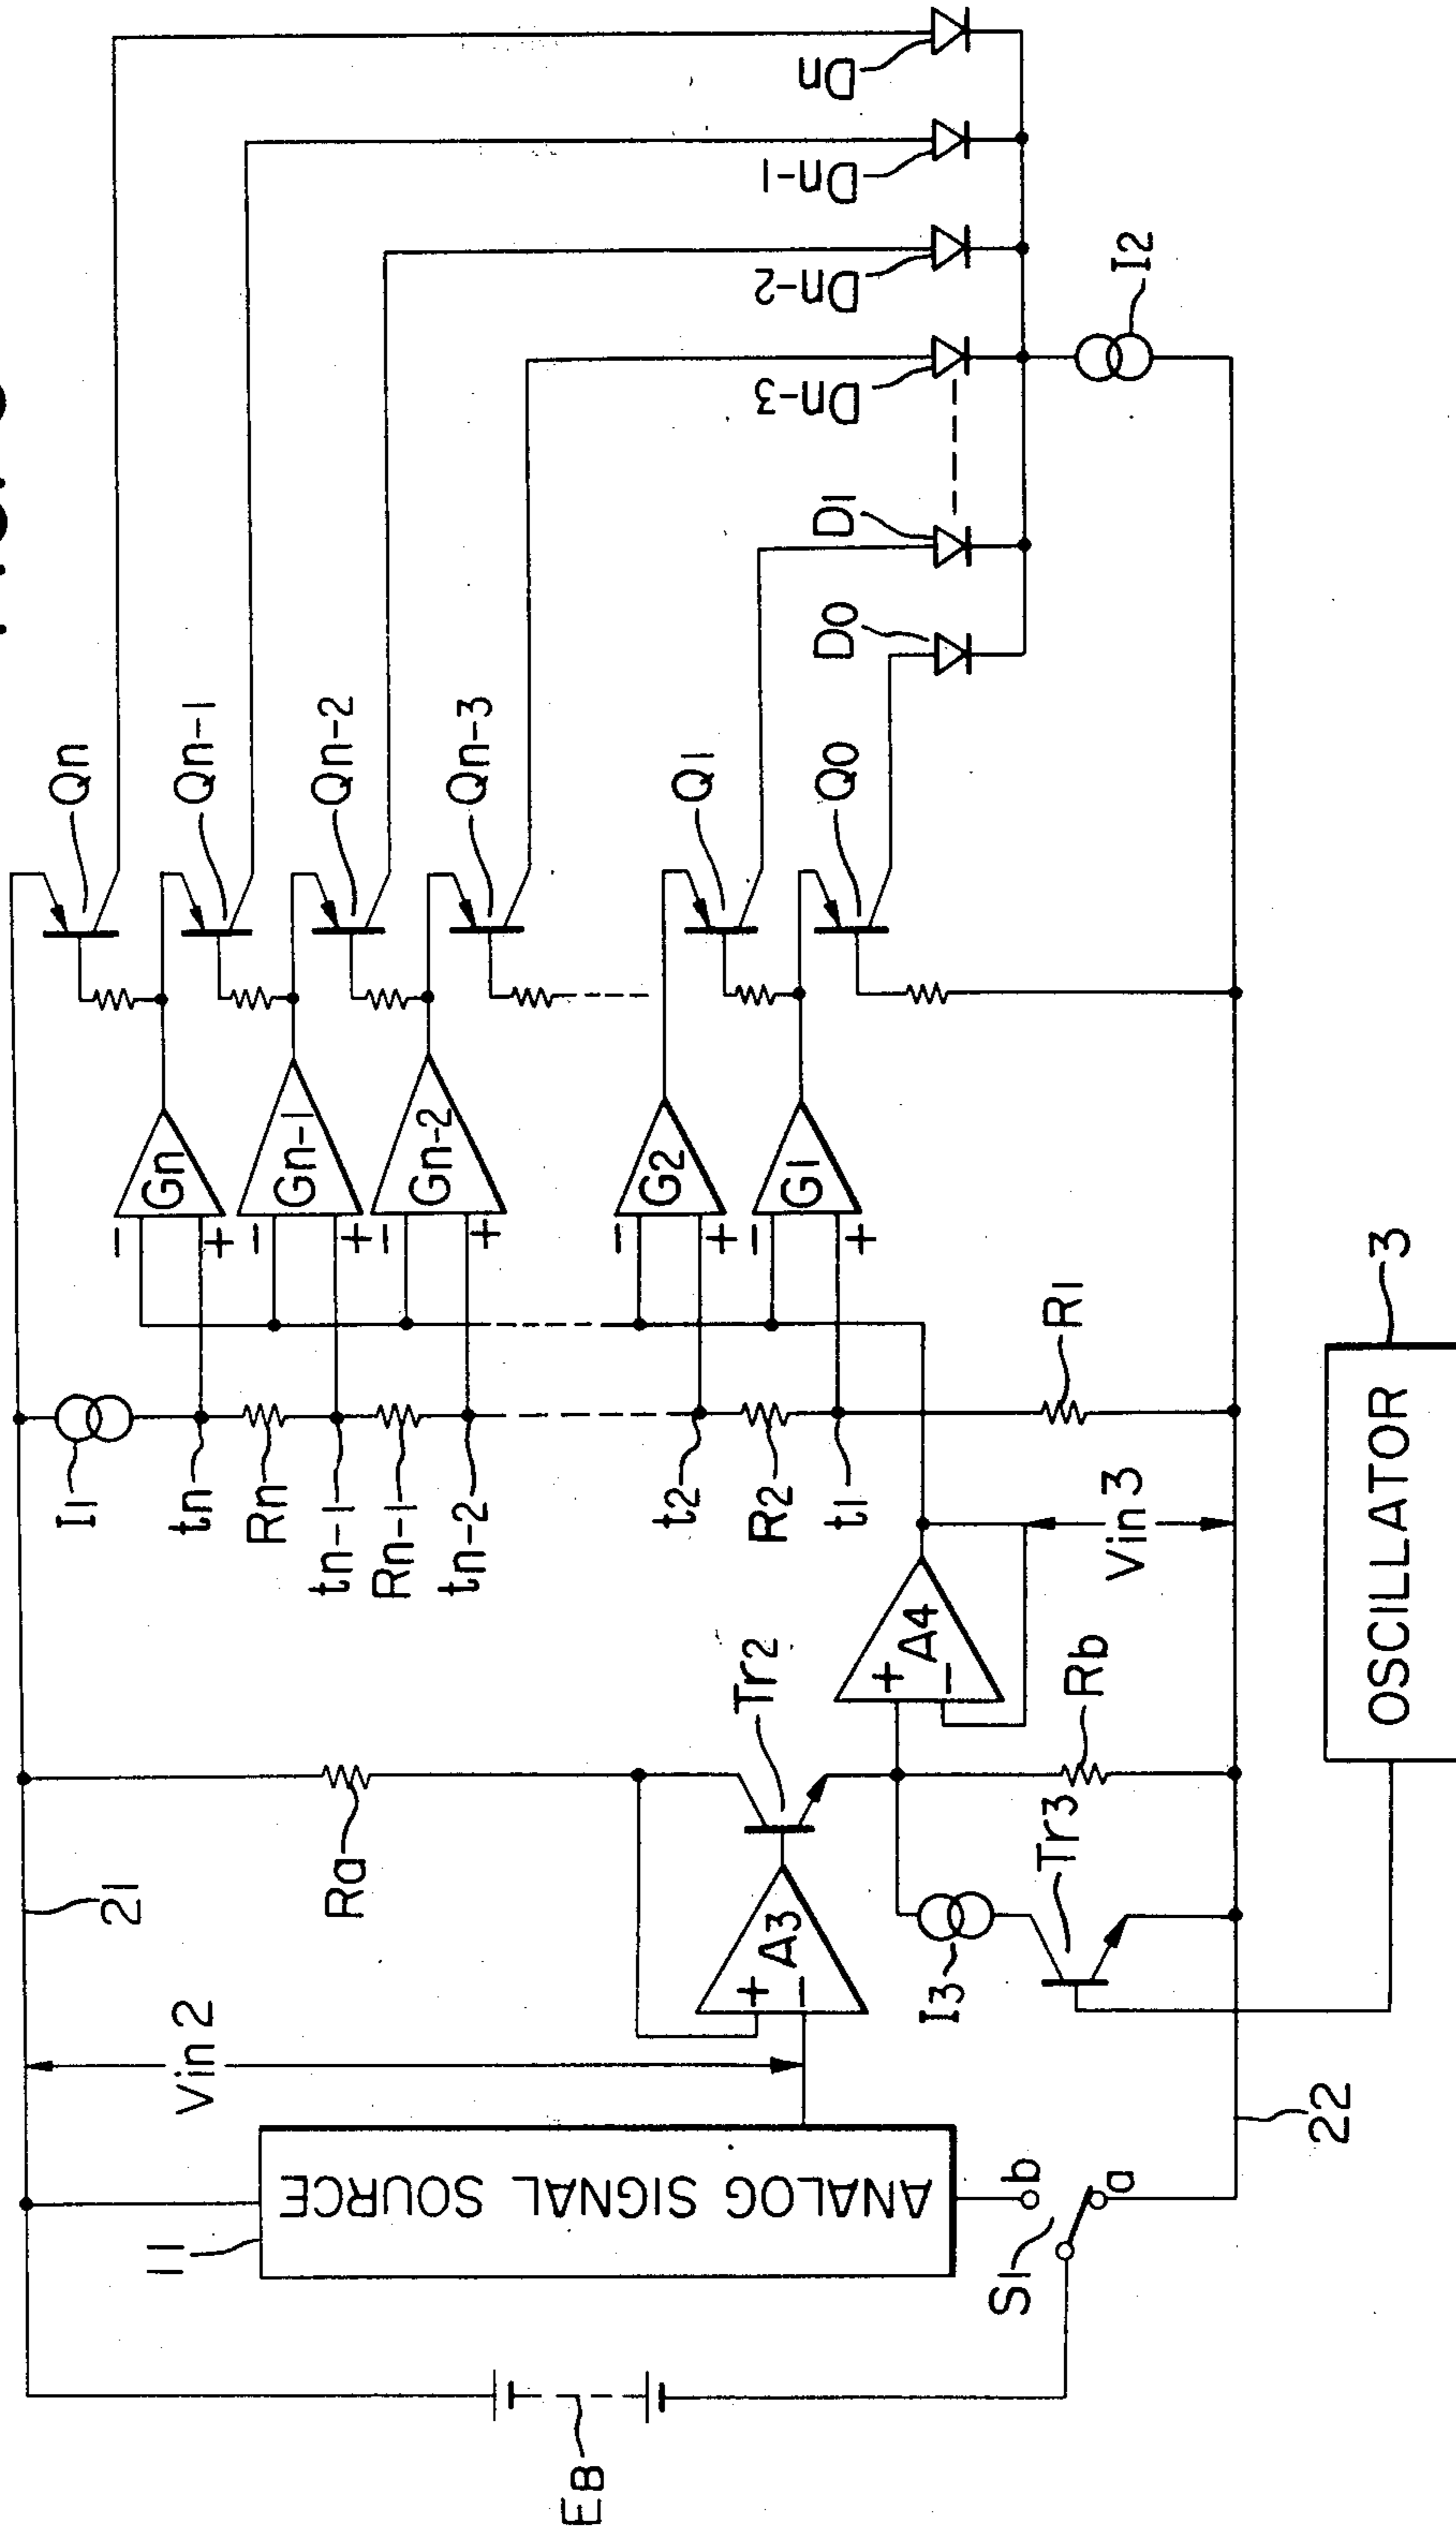 Dn
Dn-1
Dn-2
Dn-3
D1
D0
I2
Qn
Qn-1
Qn-2
Qn-3
Q1
Q0
Gn
Gn-1
Gn-2
G2
G1
-
+
-
+
-
+
-
+
-
+
I1
tn
Rn
tn-1
Rn-1
tn-2
t2
R2
t1
R1
Vin 3
A4
+
-
Tr2
Ra
Rb
Tr3
I3
A3
+
-
21
22
Vin 2
ANALOG SIGNAL SOURCE
11
b
a
S1
EB
OSCILLATOR
3